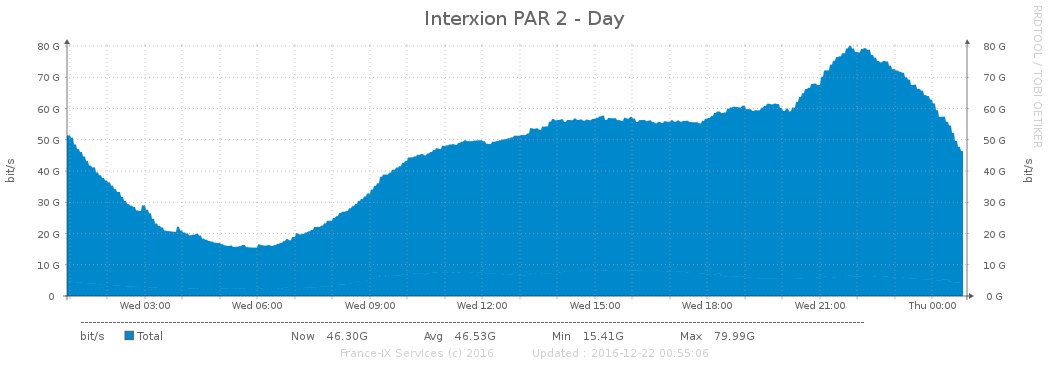 Interxion PAR 2 - Day
RRDTOOL / TOBI OETIKER
bit/s
80 G 80 G
70 G 70 G
60 G 60 G
50 G 50 G
40 G 40 G
30 G 30 G
20 G 20 G
10 G 10 G
0 0 G
bit/s
Wed 03:00 Wed 06:00 Wed 09:00 Wed 12:00 Wed 15:00 Wed 18:00 Wed 21:00 Thu 00:00
bit/s Total Now 46.30G Avg 46.53G Min 15.41G Max 79.99G
France-IX Services (c) 2016 Updated : 2016-12-22 00:55:06